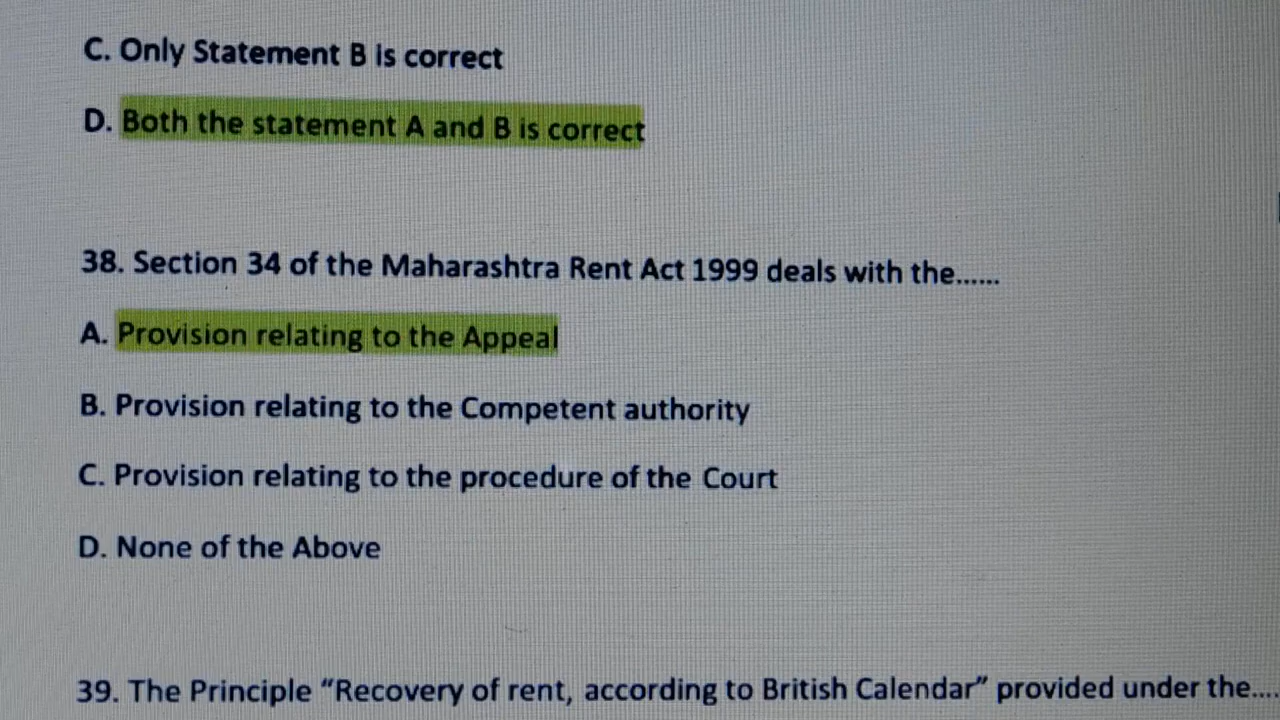 C. Only Statement B is correct
D. Both the statement A and B is correct
38. Section 34 of the Maharashtra Rent Act 1999 deals with the......
A. Provision relating to the Appeal
B. Provision relating to the Competent authority
C. Provision relating to the procedure of the Court
D. None of the Above
39. The Principle “Recovery of rent, according to British Calendar” provided under the....